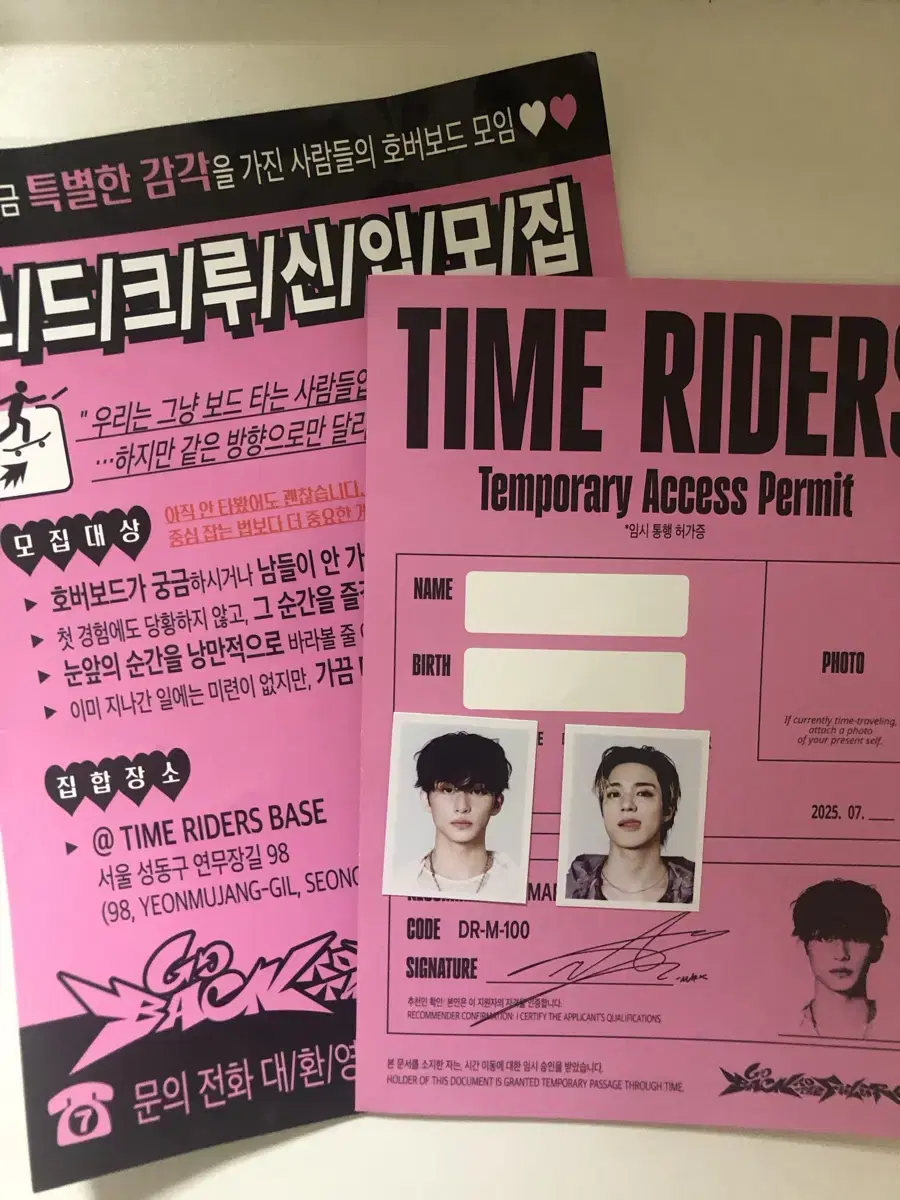 금 특별한 감각을 가진 사람들의 호버보드 모임
드/크/루/신/입/모/집
" 우리는 그냥 보드 타는 사람들
...하지만 같은 방향으로만 달
모집대상
아직 안 타봤어도 괜찮습니다.
중심 잡는 법보다 더 중요한
▶ 호버보드가 궁금하시거나 남들이 안
▶ 첫 경험에도 당황하지 않고, 그 순간을
▶ 눈앞의 순간을 낭만적으로 바라볼 줄
▶ 이미 지나간 일에는 미련이 없지만, 가끔
집합장소
▶ @ TIME RIDERS BASE
서울 성동구 연무장길 98
(98, YEONMUJANG-GIL, SEONG
GO
BACK
7
문의 전화 대/환/영
TIME RIDERS
Temporary Access Permit
*임시 통행 허가증
NAME
BIRTH
PHOTO
If currently time-traveling,
attach a photo
of your present self.
2025. 07. ___
CODE DR-M-100
SIGNATURE
-MARK
추천인 확인: 본인은 이 지원자의 자격을 인증합니다.
RECOMMENDER CONFIRMATION: I CERTIFY THE APPLICANT'S QUALIFICATIONS
본 문서를 소지한 자는, 시간 이동에 대한 임시 승인을 받았습니다.
HOLDER OF THIS DOCUMENT IS GRANTED TEMPORARY PASSAGE THROUGH TIME.
GO
BACK TO THE FUTURE